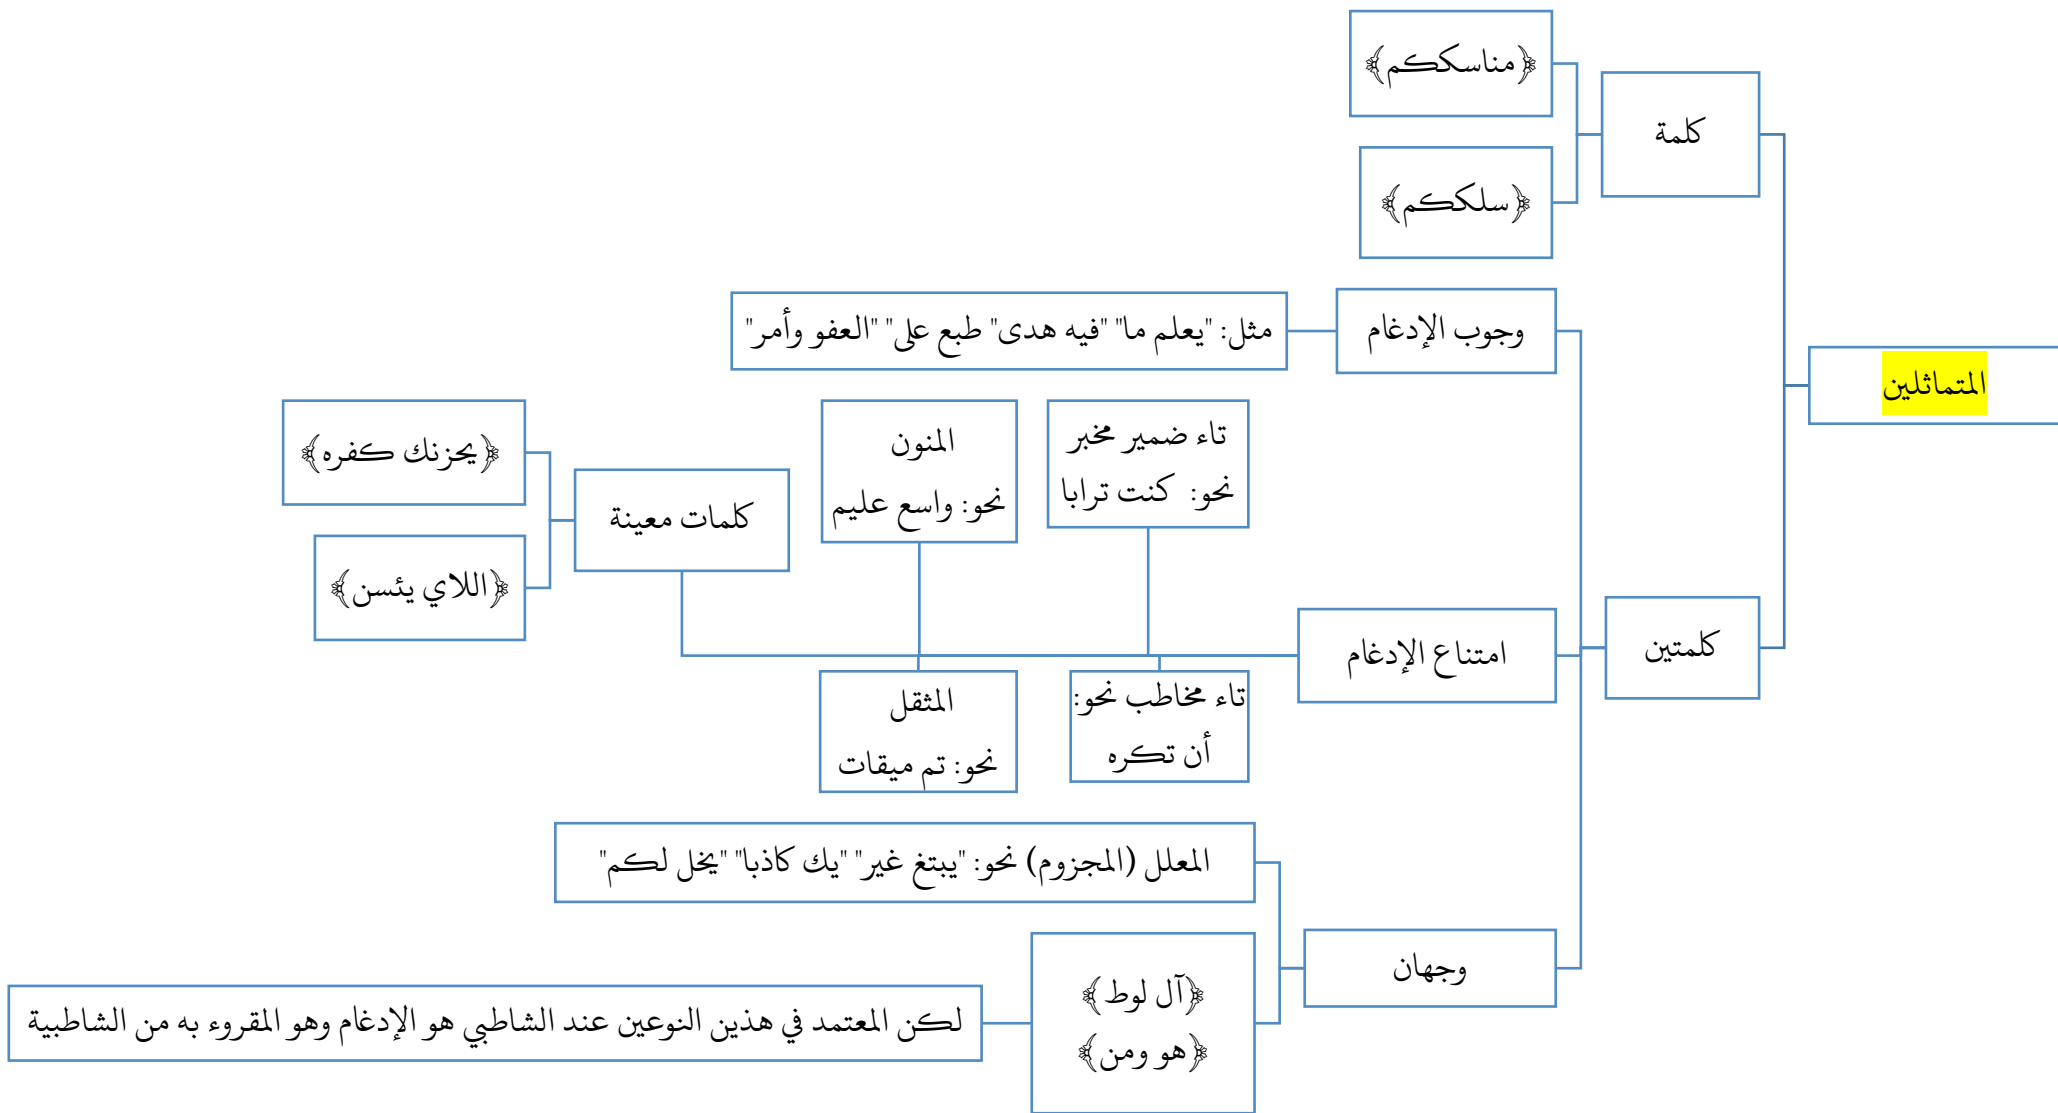 المتماثلين
كلمة
﴿مناسككم﴾
﴿سلككم﴾
كلمتين
وجوب الإدغام
مثل: "يعلم ما" "فيه هدى" طبع على" "العفو وأمر"
امتناع الإدغام
تاء ضمير مخبر
نحو: كنت ترابا
تاء مخاطب نحو:
أن تكره
المنون
نحو: واسع عليم
المثقل
نحو: تم ميقات
كلمات معينة
﴿يحزنك كفره﴾
﴿اللاي يئسن﴾
وجهان
المعلل (المجزوم) نحو: "يبتغ غير" "يك كاذبا" "يخل لكم"
﴿آل لوط﴾
﴿هو ومن﴾
لكن المعتمد في هذين النوعين عند الشاطبي هو الإدغام وهو المقروء به من الشاطبية